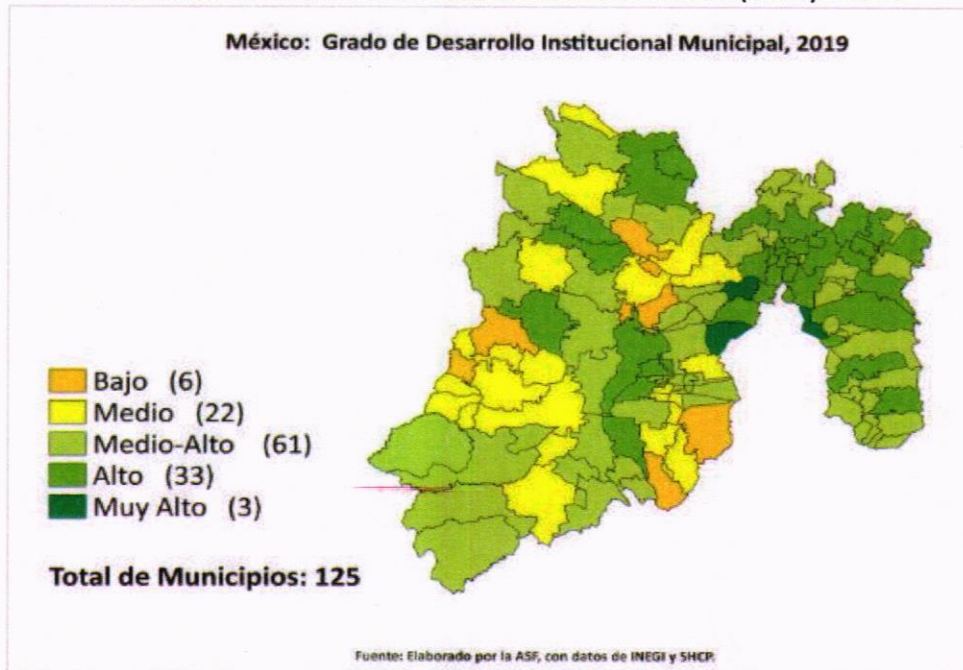 México: Grado de Desarrollo Institucional Municipal, 2019
Bajo (6)
Medio (22)
Medio-Alto (61)
Alto (33)
Muy Alto (3)
Total de Municipios: 125
Fuente: Elaborado por la ASF, con datos de INEGI y SHCP.